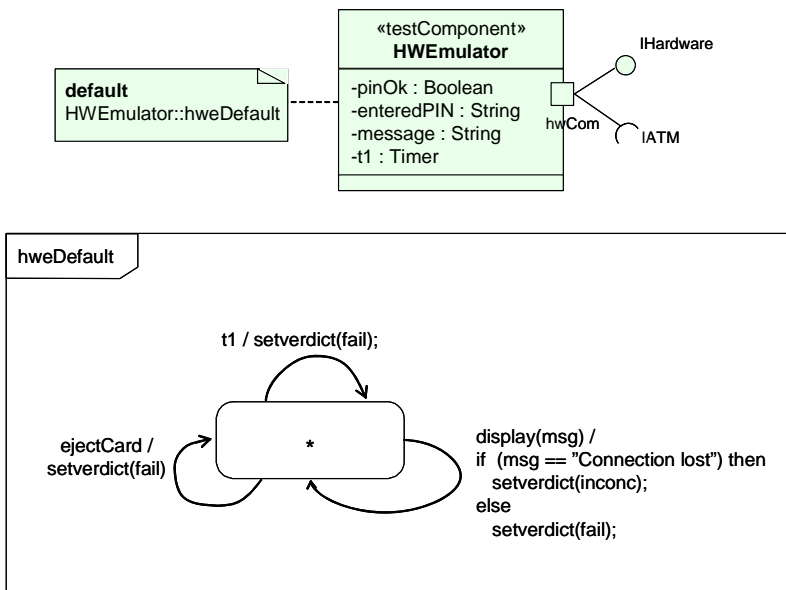 «testComponent»
HWEmulator
IHardware
default
HWEmulator::hweDefault
-pinOk : Boolean
-enteredPIN : String
-message : String
-t1 : Timer
hwCom
IATM
hweDefault
t1 / setverdict(fail);
ejectCard /
setverdict(fail)
*
display(msg) /
if (msg == ”Connection lost”) then
setverdict(inconc);
else
setverdict(fail);